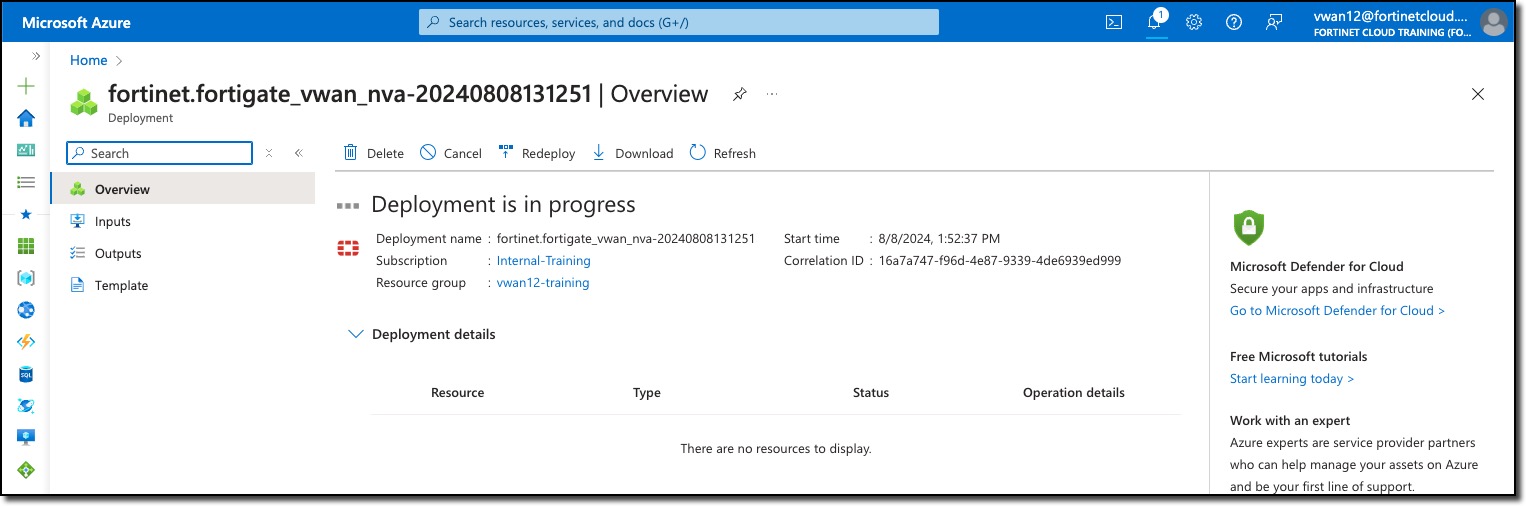 Microsoft Azure
Search resources, services, and docs (G+/)
1
vwan12@fortinetcloud....
FORTINET CLOUD TRAINING (FO...
Home >
fortinet.fortigate_vwan_nva-20240808131251 | Overview
...
Deployment
Search
Delete
Cancel
Redeploy
Download
Refresh
Overview
Inputs
Outputs
Template
Deployment is in progress
Deployment name : fortinet.fortigate_vwan_nva-20240808131251
Subscription : Internal-Training
Resource group : vwan12-training
Start time : 8/8/2024, 1:52:37 PM
Correlation ID : 16a7a747-f96d-4e87-9339-4de6939ed999
Deployment details
Resource Type Status Operation details
There are no resources to display.
Microsoft Defender for Cloud
Secure your apps and infrastructure
Go to Microsoft Defender for Cloud >
Free Microsoft tutorials
Start learning today >
Work with an expert
Azure experts are service provider partners
who can help manage your assets on Azure
and be your first line of support.
SQL